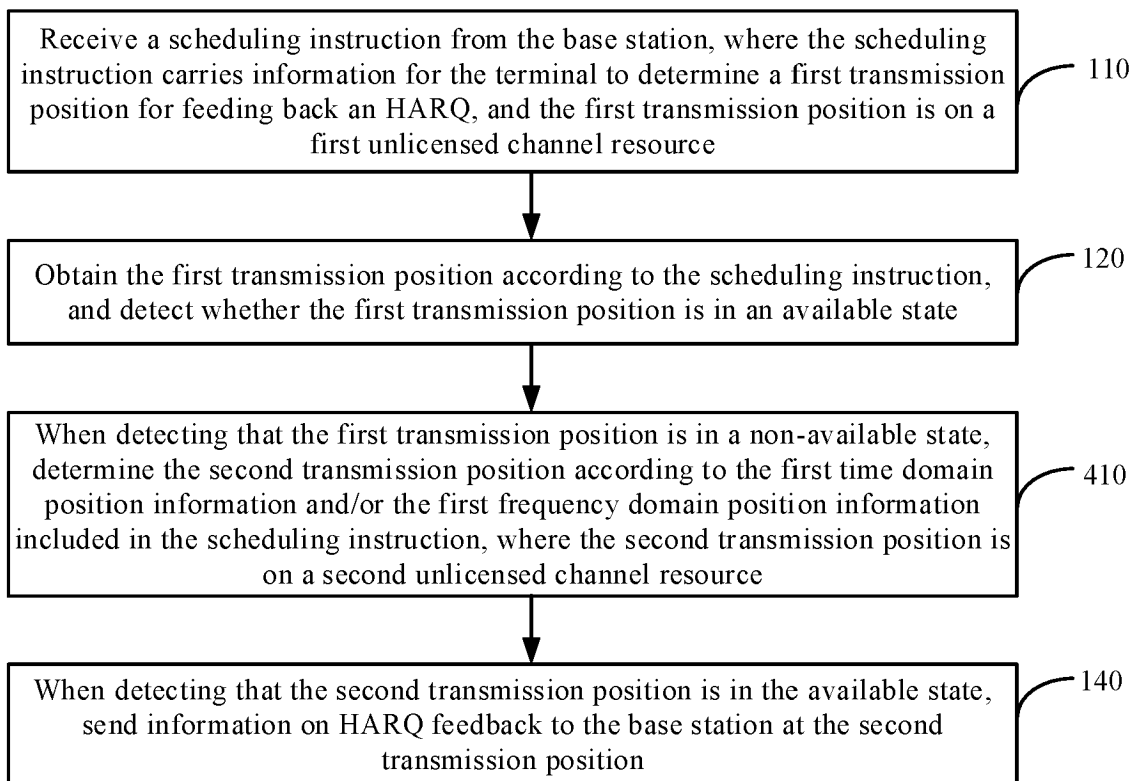 Receive a scheduling instruction from the base station, where the scheduling
instruction carries information for the terminal to determine a first transmission
position for feeding back an HARQ, and the first transmission position is on a
first unlicensed channel resource
110
Obtain the first transmission position according to the scheduling instruction,
and detect whether the first transmission position is in an available state
120
When detecting that the first transmission position is in a non-available state,
determine the second transmission position according to the first time domain
position information and/or the first frequency domain position information
included in the scheduling instruction, where the second transmission position is
on a second unlicensed channel resource
410
When detecting that the second transmission position is in the available state,
send information on HARQ feedback to the base station at the second
transmission position
140